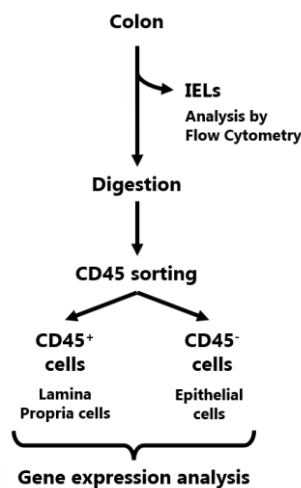 Colon
IELs
Analysis by
Flow Cytometry
Digestion
CD45 sorting
CD45⁺
cells
Lamina
Propria cells
CD45⁻
cells
Epithelial
cells
Gene expression analysis